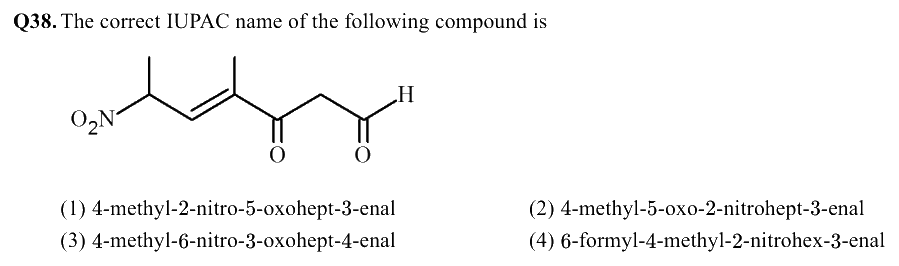 Q38. The correct IUPAC name of the following compound is
O₂N
H
O
O
(1) 4-methyl-2-nitro-5-oxohept-3-enal
(2) 4-methyl-5-oxo-2-nitrohept-3-enal
(3) 4-methyl-6-nitro-3-oxohept-4-enal
(4) 6-formyl-4-methyl-2-nitrohex-3-enal